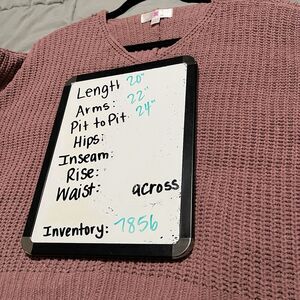 Length 20"
Arms: 22"
Pit to Pit 24"
Hips:
Inseam:
Rise:
Waist: across
Inventory: 7856